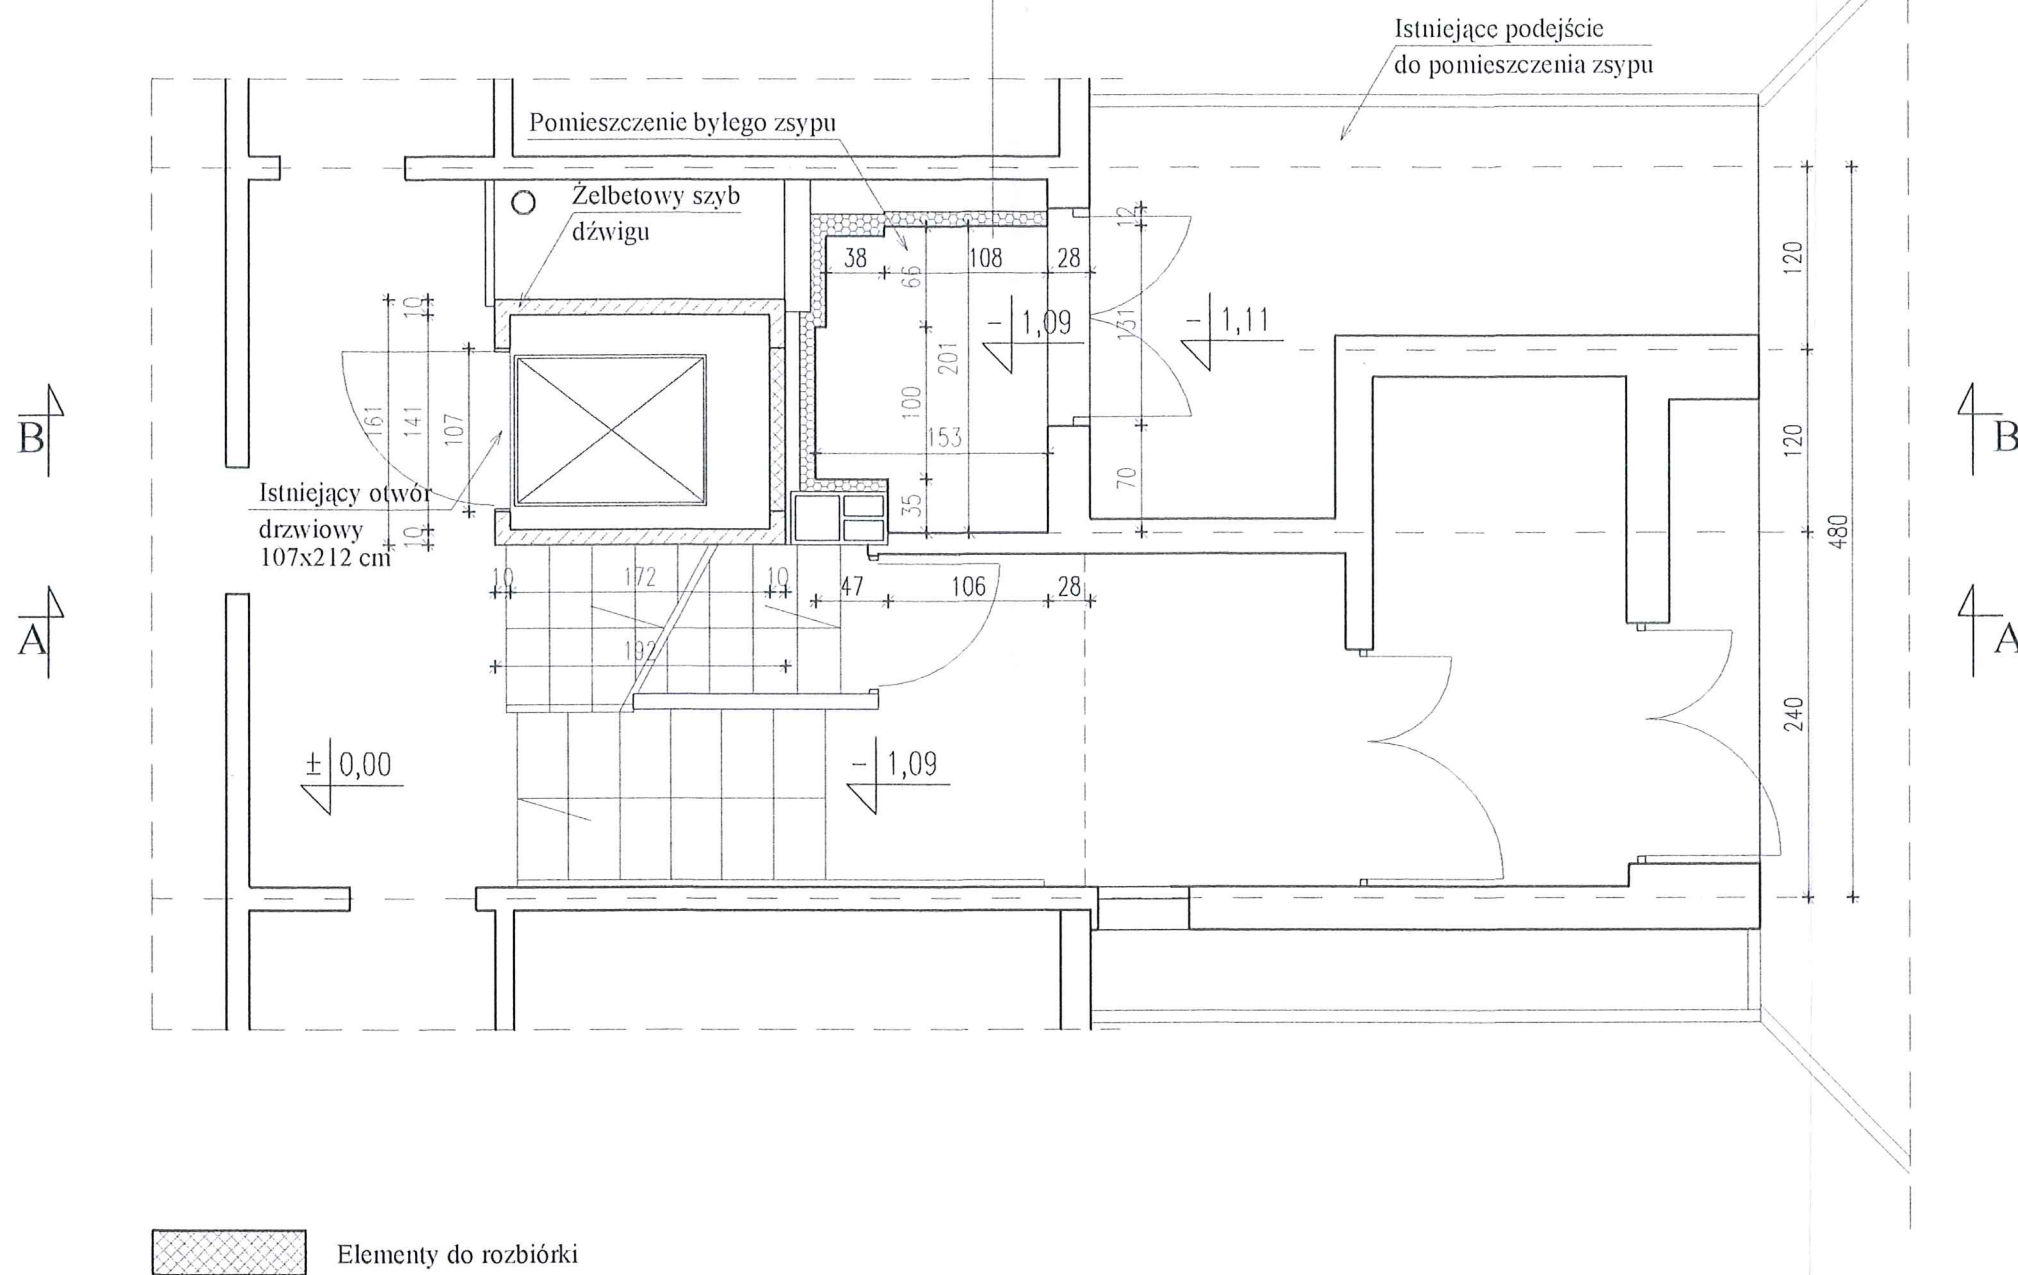 Istniejące podejście
do pomieszczenia zsypu
Pomieszczenie byłego zsypu
Żelbetowy szyb
dźwigu
12
38
108
28
66
120
10
- 1,09
131
- 1,11
201
161
141
107
100
153
120
B
B
70
35
480
Istniejący otwór
drzwiowy
107x212 cm
10
10
172
10
47
106
28
A
A
192
240
± 0,00
- 1,09
Elementy do rozbiórki